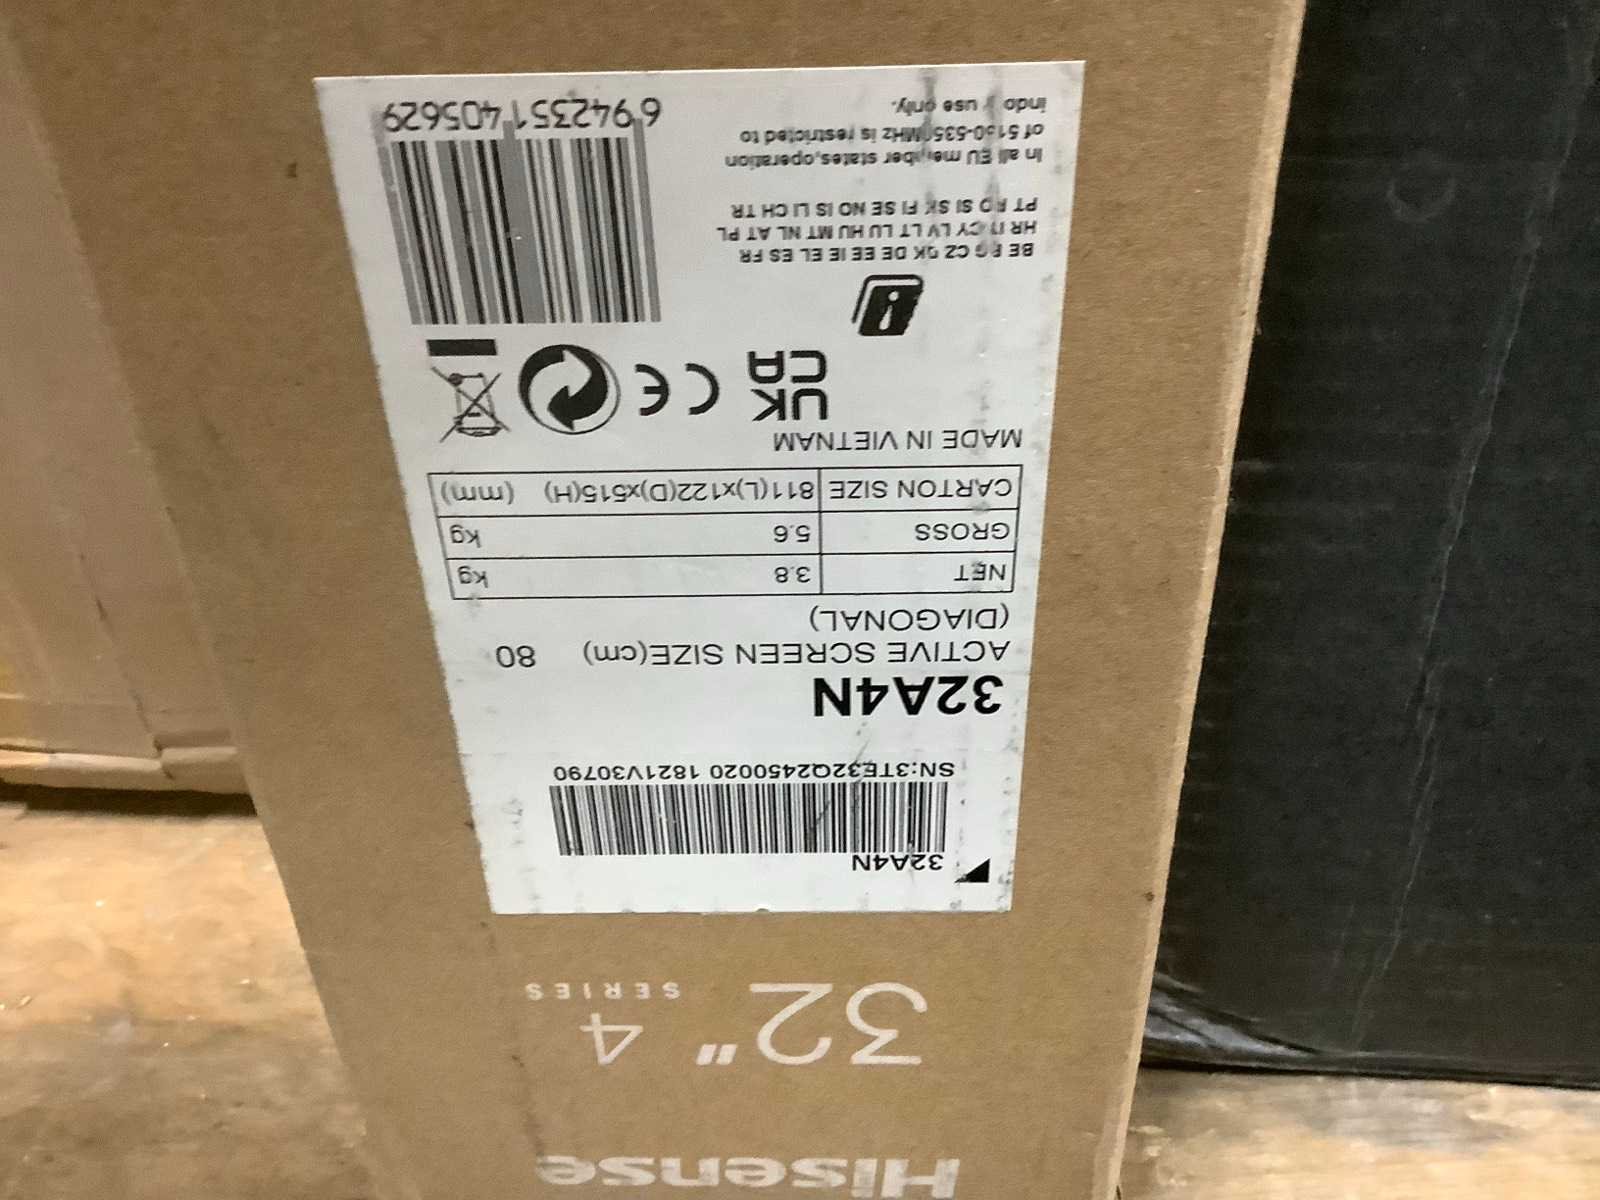 Hisense
32" 4
SERIES
32A4N
SN:3TE32Q2450020 1821V30790
32A4N
ACTIVE SCREEN SIZE(cm) 80
(DIAGONAL)
NET 3.8 kg
GROSS 5.6 kg
CARTON SIZE 811(L)x122(D)x515(H) (mm)
MADE IN VIETNAM
UK
CA
CE
i
BE BG CZ DK DE EE IE EL ES FR
HR IT CY LV LT LU HU MT NL AT PL
PT RO SI SK FI SE NO IS LI CH TR
In all EU member states,operation
of 5150-5350MHz is restricted to
indoor use only.
6 942351 405629